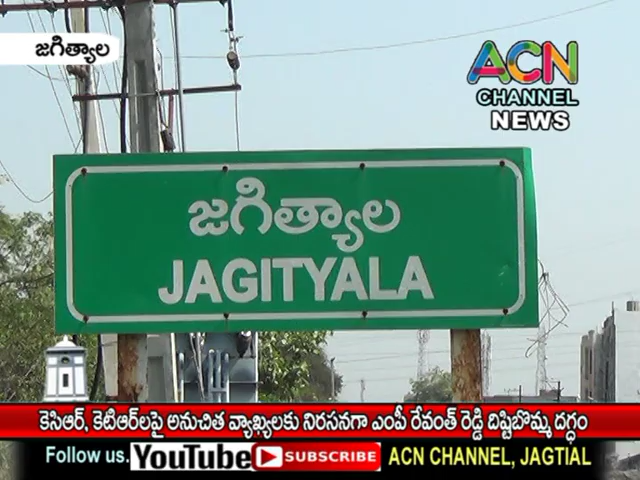 జగిత్యాల
ACN
CHANNEL
NEWS
జగిత్యాల
JAGITYALA
కెసిఆర్, కెటిఆర్‌లపై అనుచిత వ్యాఖ్యలకు నిరసనగా ఎంపీ రేవంత్ రెడ్డి దిష్టిబొమ్మ దగ్ధం
Follow us. YouTube SUBSCRIBE ACN CHANNEL, JAGTIAL